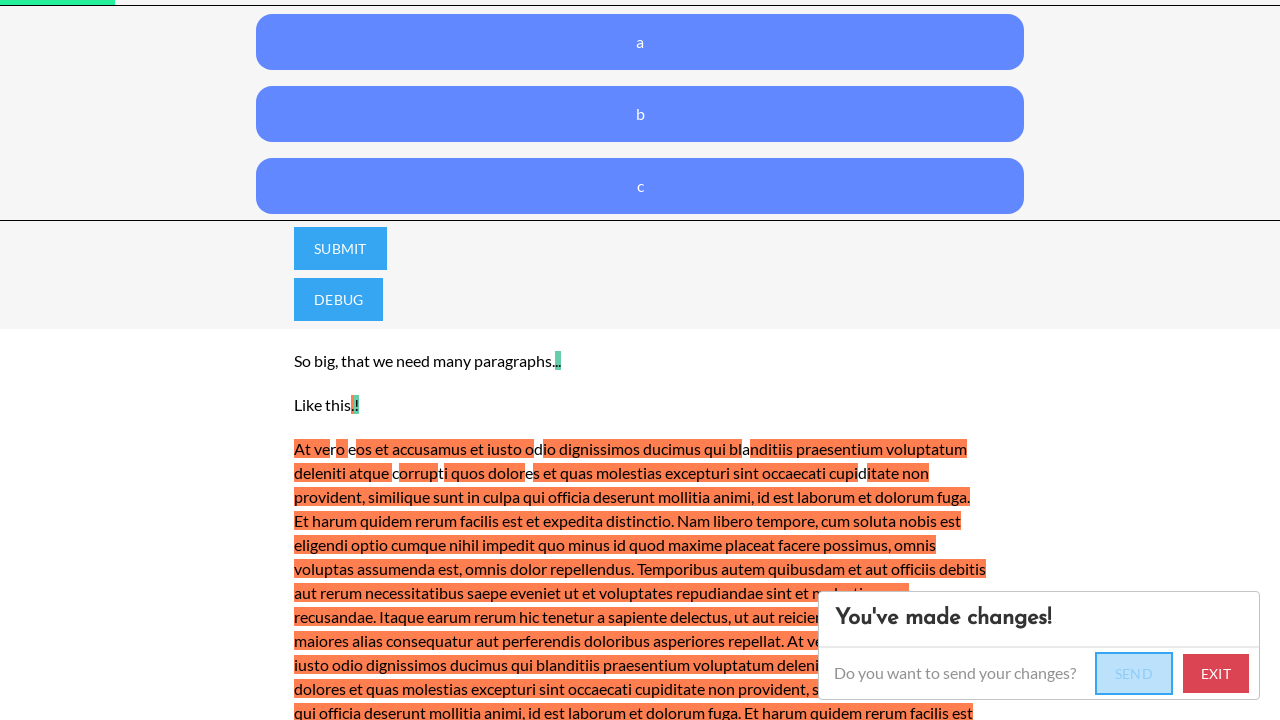 a
b
c
SUBMIT
DEBUG
So big, that we need many paragraphs...
Like this.!
At vero eos et accusamus et iusto odio dignissimos ducimus qui blanditiis praesentium voluptatum
deleniti atque corrupti quos dolores et quas molestias excepturi sint occaecati cupiditate non
provident, similique sunt in culpa qui officia deserunt mollitia animi, id est laborum et dolorum fuga.
Et harum quidem rerum facilis est et expedita distinctio. Nam libero tempore, cum soluta nobis est
eligendi optio cumque nihil impedit quo minus id quod maxime placeat facere possimus, omnis
voluptas assumenda est, omnis dolor repellendus. Temporibus autem quibusdam et aut officiis debitis
aut rerum necessitatibus saepe eveniet ut et voluptates repudiandae sint et
recusandae. Itaque earum rerum hic tenetur a sapiente delectus, ut aut
maiores alias consequatur aut perferendis doloribus asperiores repellat. At
iusto odio dignissimos ducimus qui blanditiis praesentium voluptatum
dolores et quas molestias excepturi sint occaecati cupiditate non provident,
qui officia deserunt mollitia animi, id est laborum et dolorum fuga. Et harum quidem rerum facilis est
You've made changes!
Do you want to send your changes?
SEND
EXIT